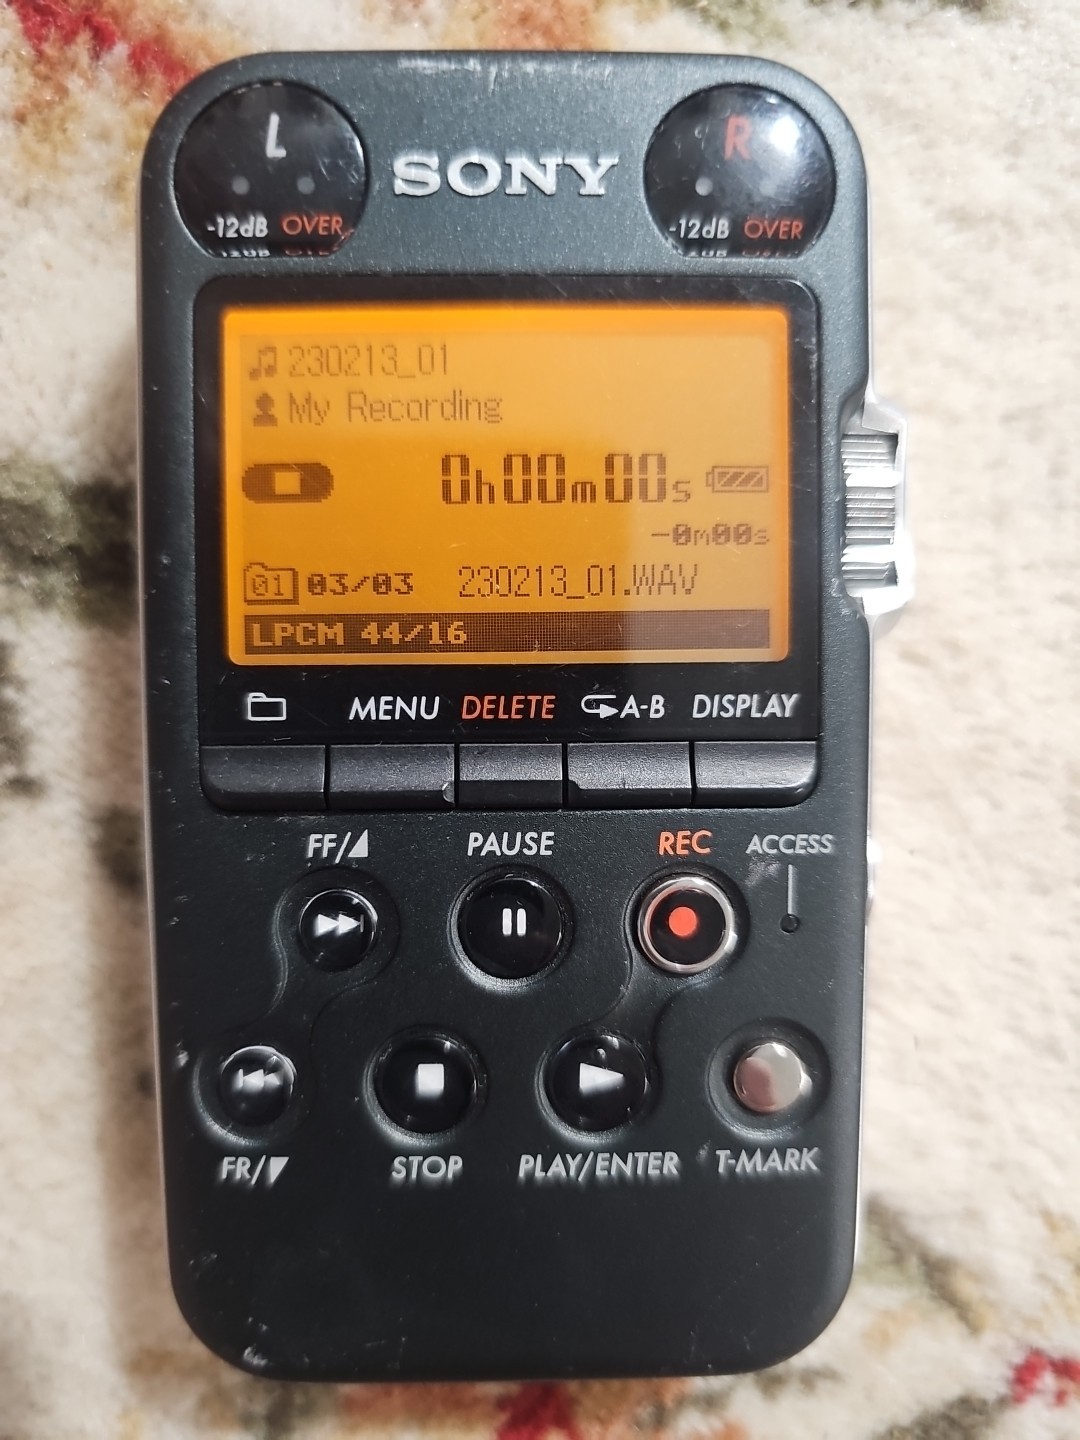 L
SONY
R
-12dB OVER
-12dB OVER
230213_01
My Recording
0h00m00s
-0m00s
01 03/03 230213_01.WAV
LPCM 44/16
MENU DELETE A-B DISPLAY
FF/ PAUSE REC ACCESS
FR/ STOP PLAY/ENTER T-MARK